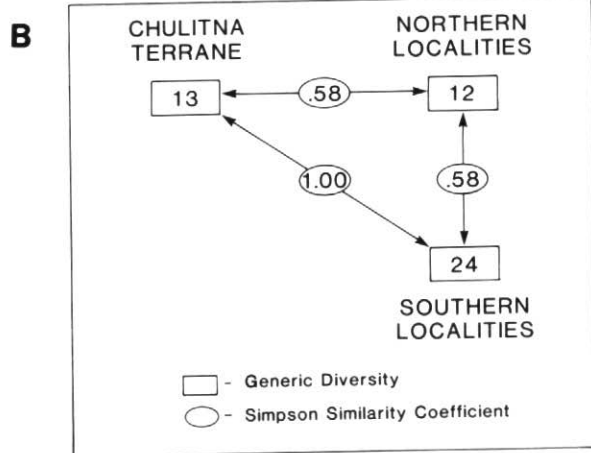 B
CHULITNA
TERRANE
NORTHERN
LOCALITIES
13
.58
12
1.00
.58
24
SOUTHERN
LOCALITIES
- Generic Diversity
- Simpson Similarity Coefficient